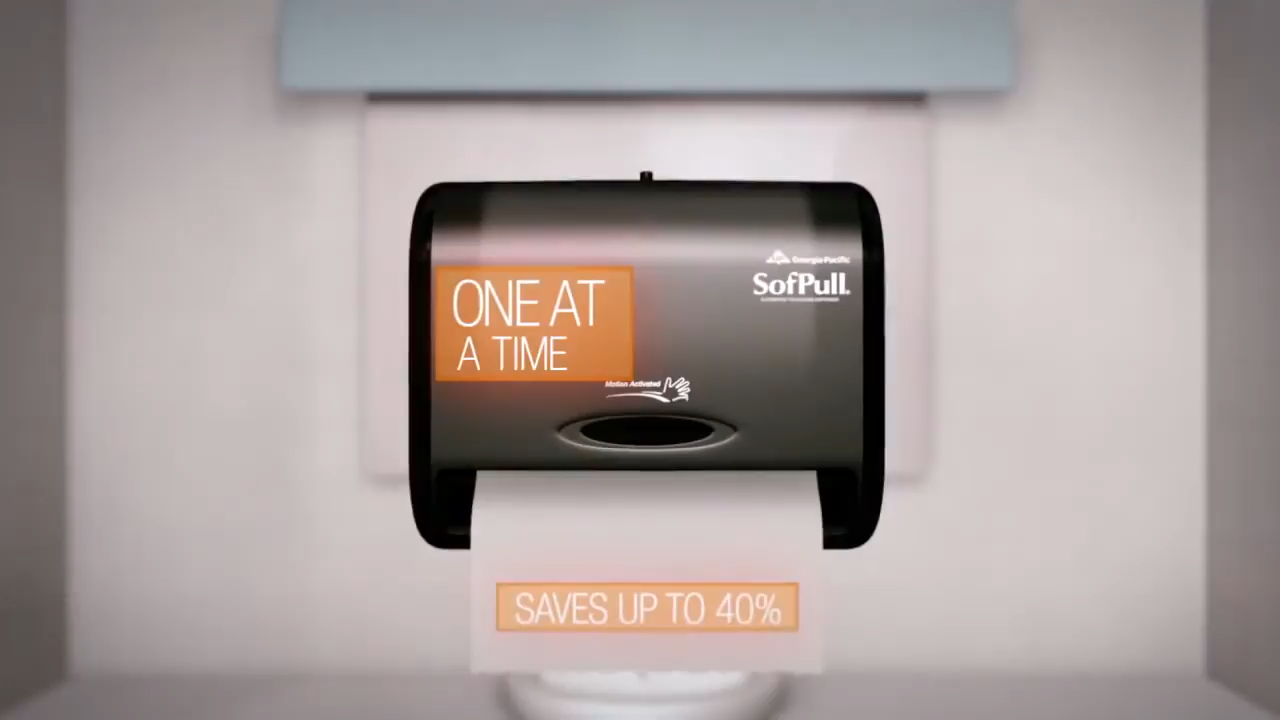 Georgia-Pacific
SofPull®
ONE AT
A TIME
Motion Activated
SAVES UP TO 40%